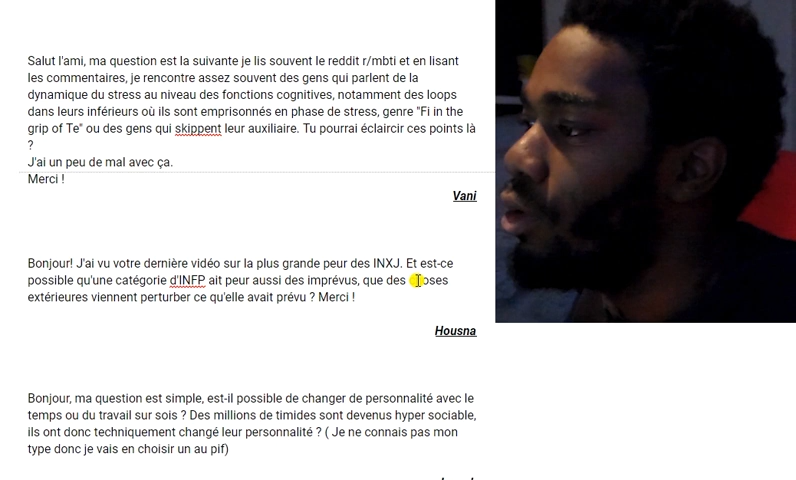 Salut l'ami, ma question est la suivante je lis souvent le reddit r/mbti et en lisant
les commentaires, je rencontre assez souvent des gens qui parlent de la
dynamique du stress au niveau des fonctions cognitives, notamment des loops
dans leurs inférieurs où ils sont emprisonnés en phase de stress, genre "Fi in the
grip of Te" ou des gens qui skippent leur auxiliaire. Tu pourrai éclaircir ces points là
?
J'ai un peu de mal avec ça.
Merci !
Vani
Bonjour! J'ai vu votre dernière vidéo sur la plus grande peur des INXJ. Et est-ce
possible qu'une catégorie d'INFP ait peur aussi des imprévus, que des
extérieures viennent perturber ce qu'elle avait prévu ? Merci !
Housna
Bonjour, ma question est simple, est-il possible de changer de personnalité avec le
temps ou du travail sur sois ? Des millions de timides sont devenus hyper sociable,
ils ont donc techniquement changé leur personnalité ? ( Je ne connais pas mon
type donc je vais en choisir un au pif)